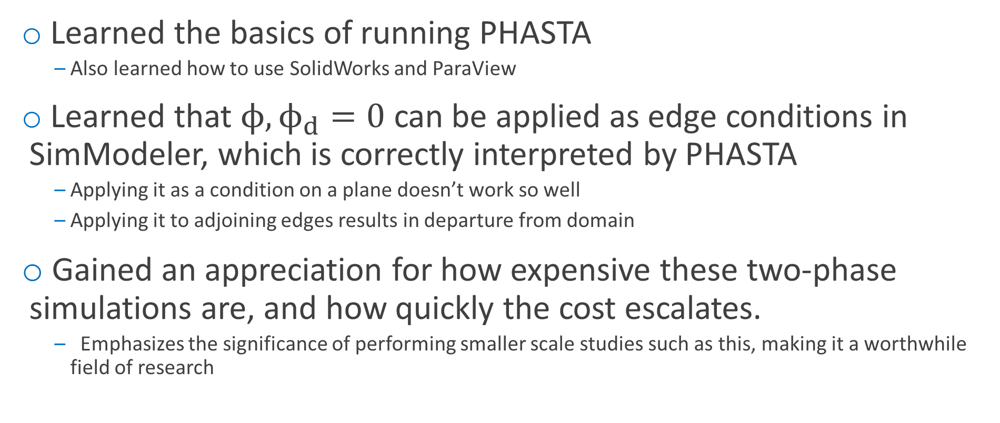 ○ Learned the basics of running PHASTA
– Also learned how to use SolidWorks and ParaView
○ Learned that ϕ, ϕ_d = 0 can be applied as edge conditions in
SimModeler, which is correctly interpreted by PHASTA
– Applying it as a condition on a plane doesn’t work so well
– Applying it to adjoining edges results in departure from domain
○ Gained an appreciation for how expensive these two-phase
simulations are, and how quickly the cost escalates.
– Emphasizes the significance of performing smaller scale studies such as this, making it a worthwhile
field of research